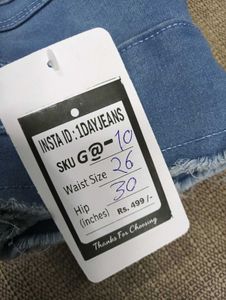 INSTA ID : 1DAYJEANS
SKU G@-10
Waist Size 26
Hip (inches) 30
Rs. 499/-
Thanks For Choosing